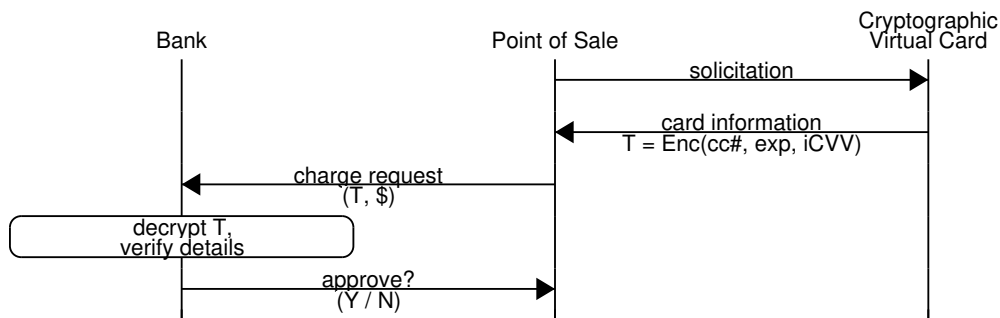 Bank
Point of Sale
Cryptographic
Virtual Card
solicitation
card information
T = Enc(cc#, exp, iCVV)
charge request
(T, $)
decrypt T,
verify details
approve?
(Y / N)